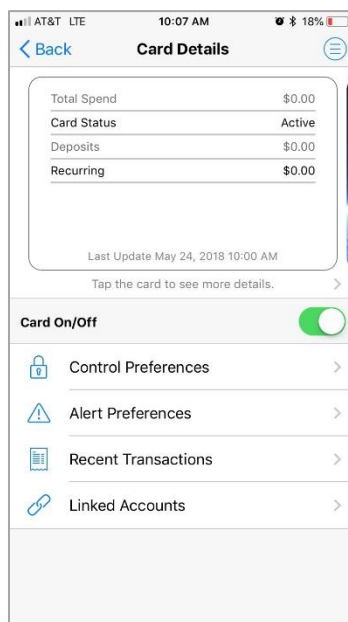 AT&T LTE 10:07 AM 18%
Back Card Details
Total Spend $0.00
Card Status Active
Deposits $0.00
Recurring $0.00
Last Update May 24, 2018 10:00 AM
Tap the card to see more details.
Card On/Off
Control Preferences
Alert Preferences
Recent Transactions
Linked Accounts